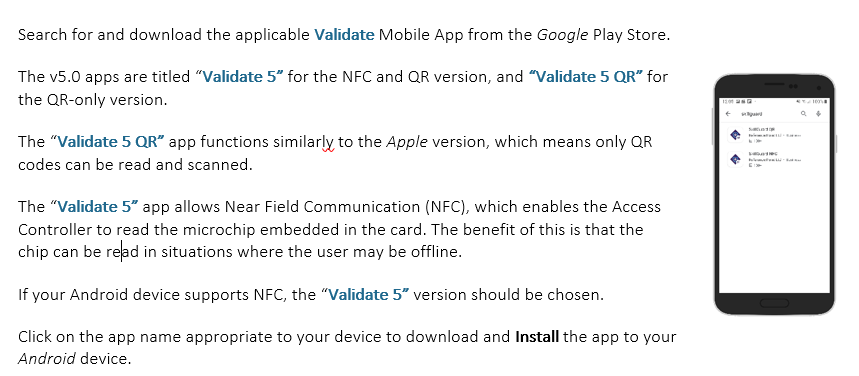 Search for and download the applicable Validate Mobile App from the Google Play Store.
The v5.0 apps are titled “Validate 5” for the NFC and QR version, and “Validate 5 QR” for
the QR-only version.
The “Validate 5 QR” app functions similarly to the Apple version, which means only QR
codes can be read and scanned.
The “Validate 5” app allows Near Field Communication (NFC), which enables the Access
Controller to read the microchip embedded in the card. The benefit of this is that the
chip can be read in situations where the user may be offline.
If your Android device supports NFC, the “Validate 5” version should be chosen.
Click on the app name appropriate to your device to download and Install the app to your
Android device.